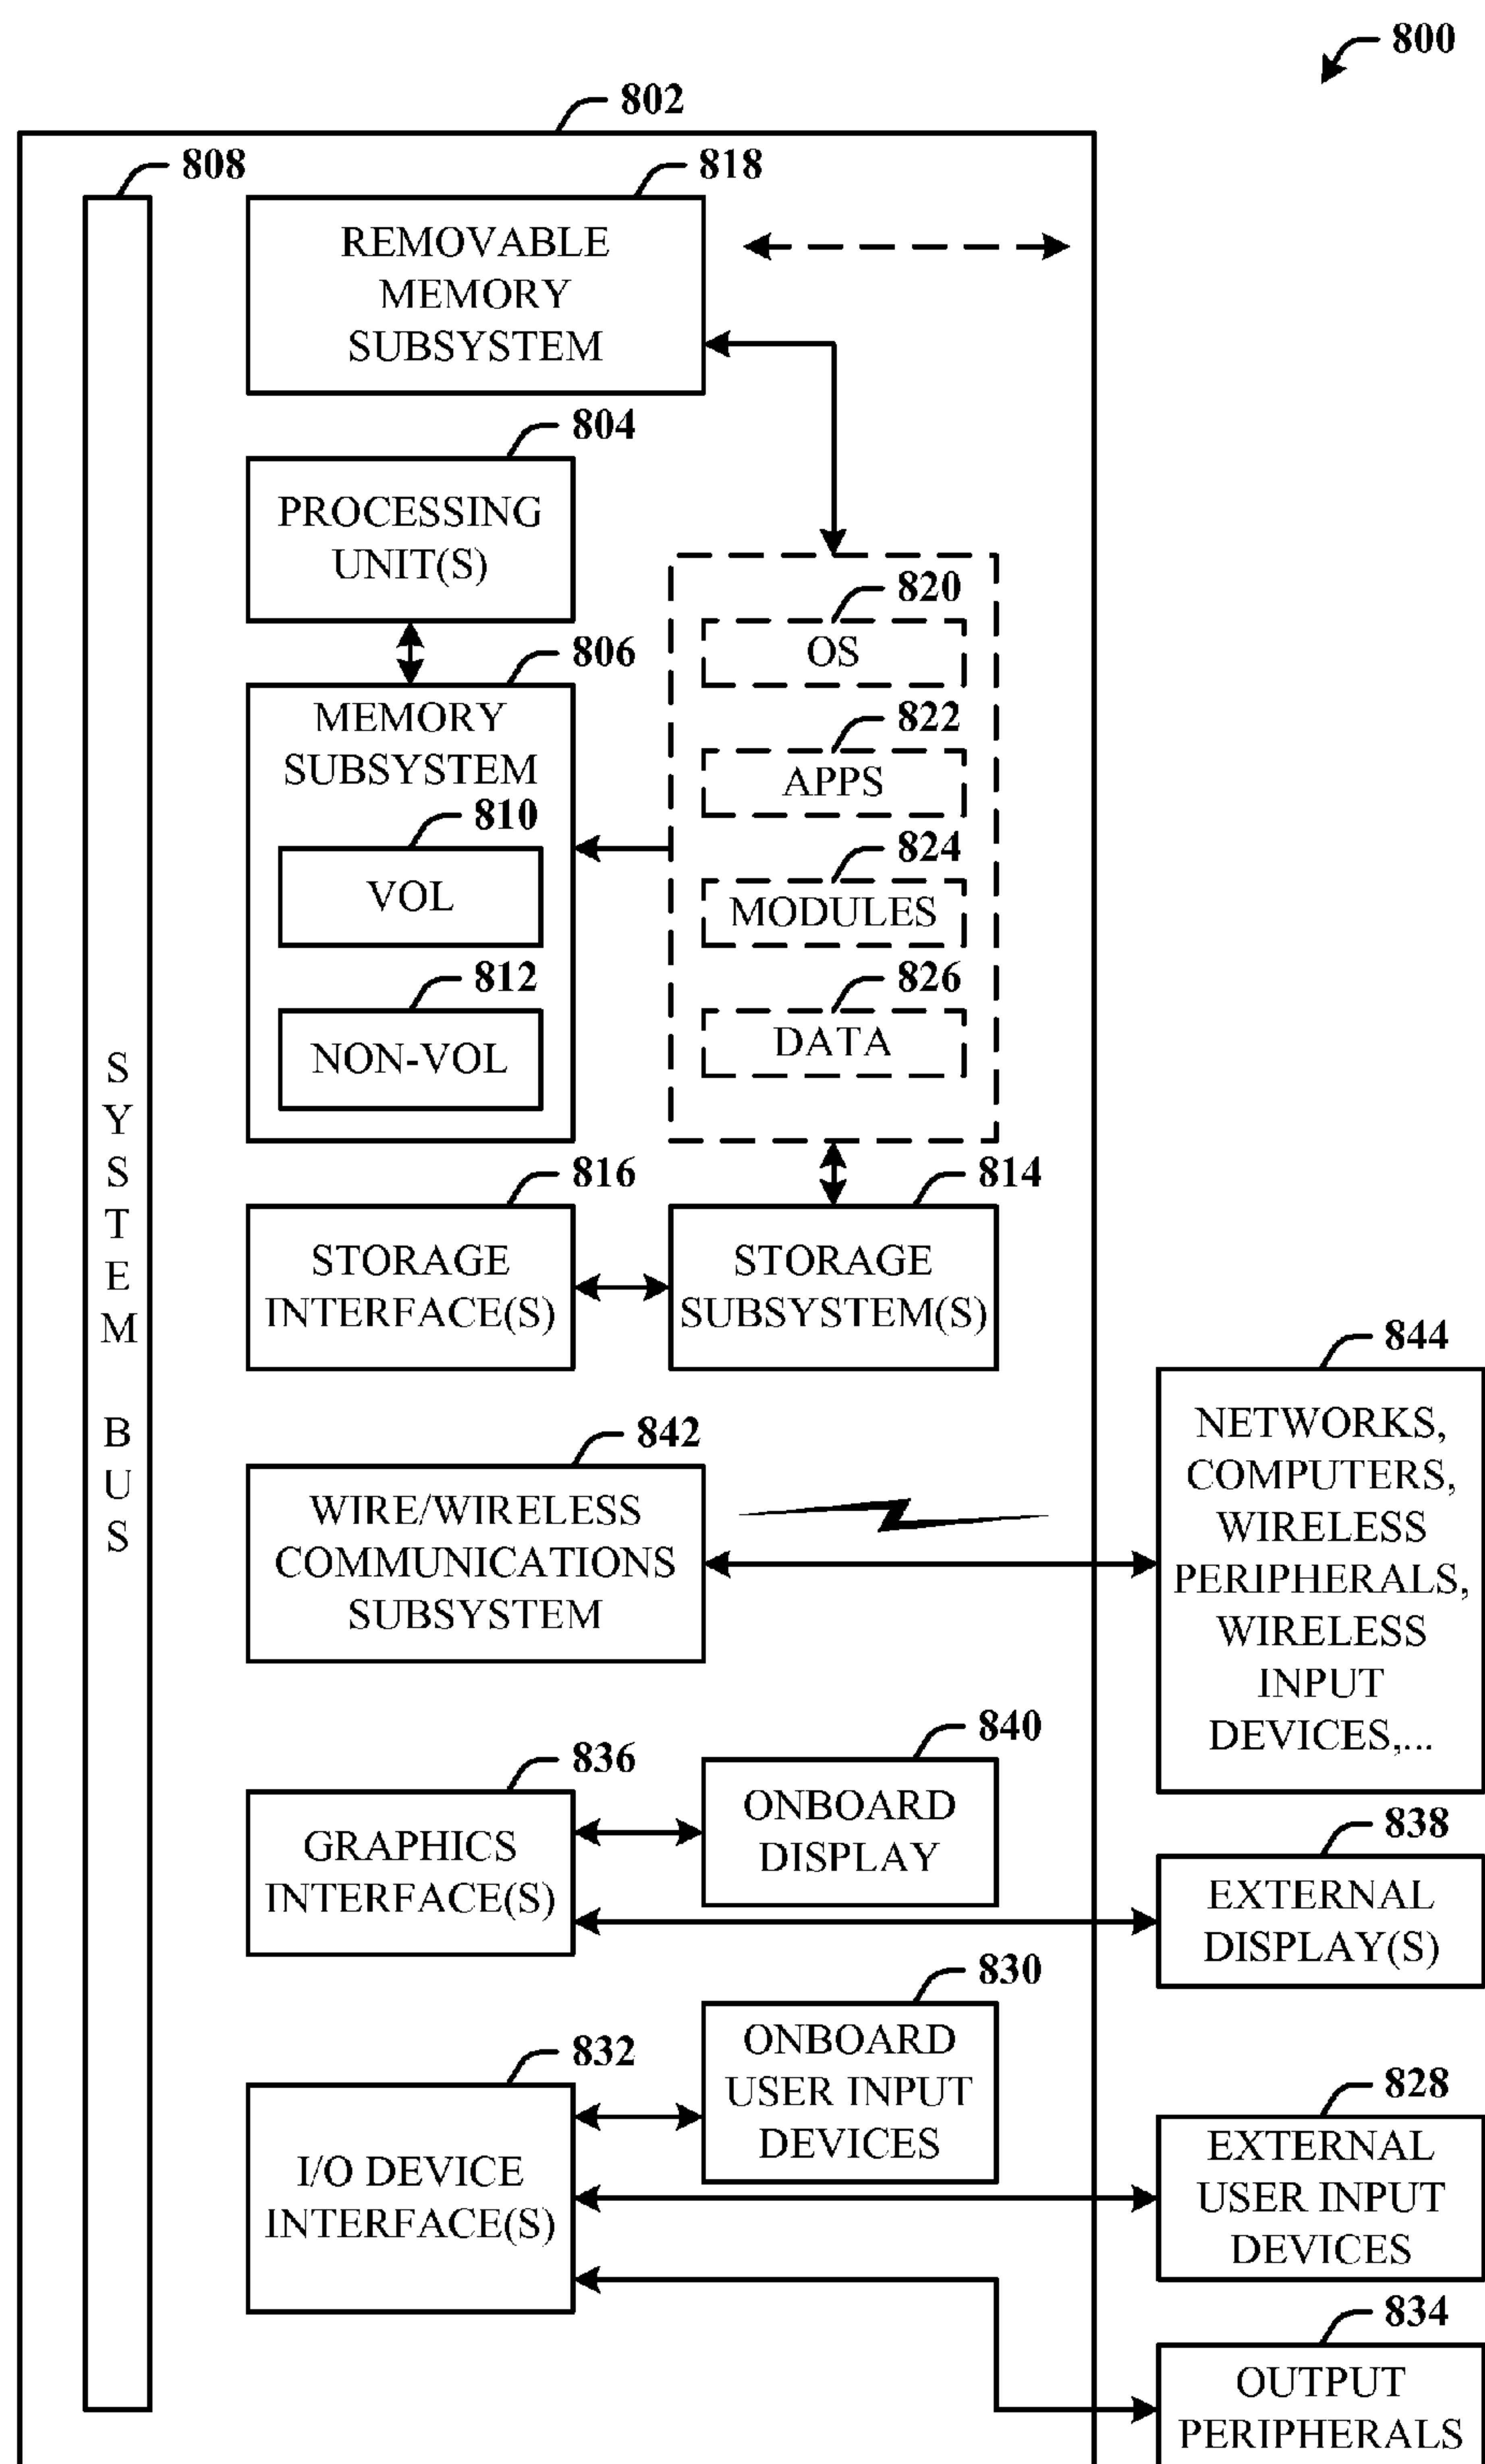 800
802
808
818
REMOVABLE
MEMORY
SUBSYSTEM
804
PROCESSING
UNIT(S)
820
OS
806
MEMORY
SUBSYSTEM
822
APPS
810
VOL
824
MODULES
812
NON-VOL
826
DATA
SYSTEM BUS
816
STORAGE
INTERFACE(S)
814
STORAGE
SUBSYSTEM(S)
844
NETWORKS,
COMPUTERS,
WIRELESS
PERIPHERALS,
WIRELESS
INPUT
DEVICES,...
842
WIRE/WIRELESS
COMMUNICATIONS
SUBSYSTEM
840
ONBOARD
DISPLAY
836
GRAPHICS
INTERFACE(S)
838
EXTERNAL
DISPLAY(S)
830
ONBOARD
USER INPUT
DEVICES
832
I/O DEVICE
INTERFACE(S)
828
EXTERNAL
USER INPUT
DEVICES
834
OUTPUT
PERIPHERALS